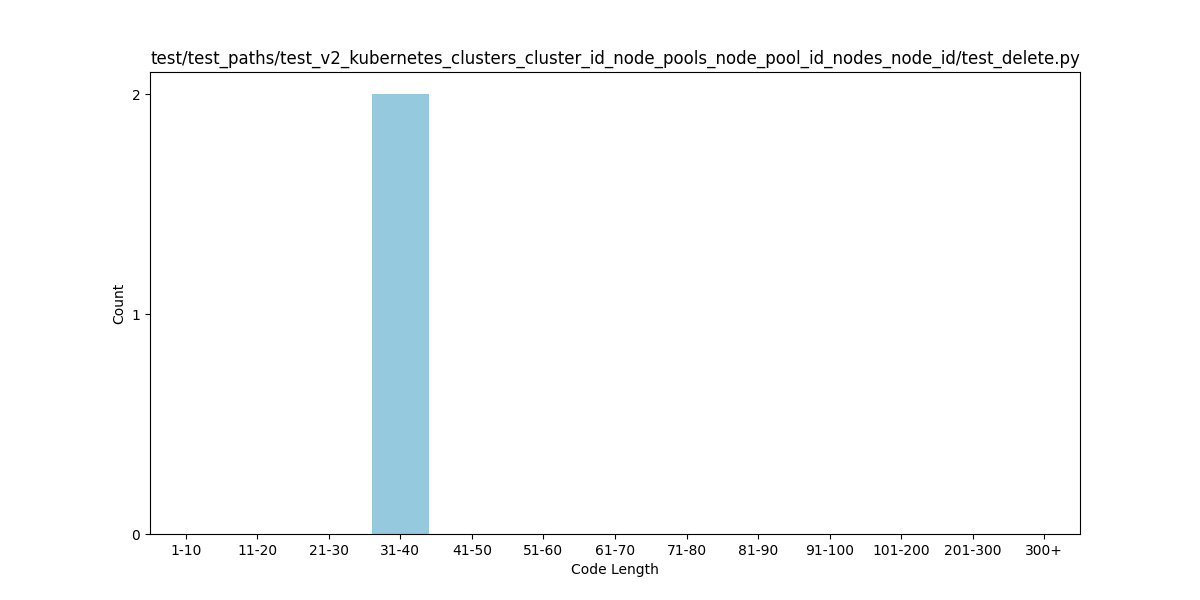 test/test_paths/test_v2_kubernetes_clusters_cluster_id_node_pools_node_pool_id_nodes_node_id/test_delete.py
2
1
0
Count
1-10 11-20 21-30 31-40 41-50 51-60 61-70 71-80 81-90 91-100 101-200 201-300 300+
Code Length